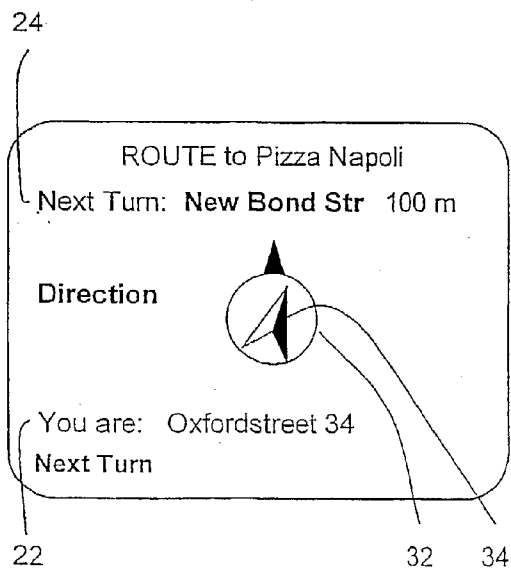 24
ROUTE to Pizza Napoli
Next Turn: New Bond Str 100 m
Direction
You are: Oxfordstreet 34
Next Turn
22 32 34